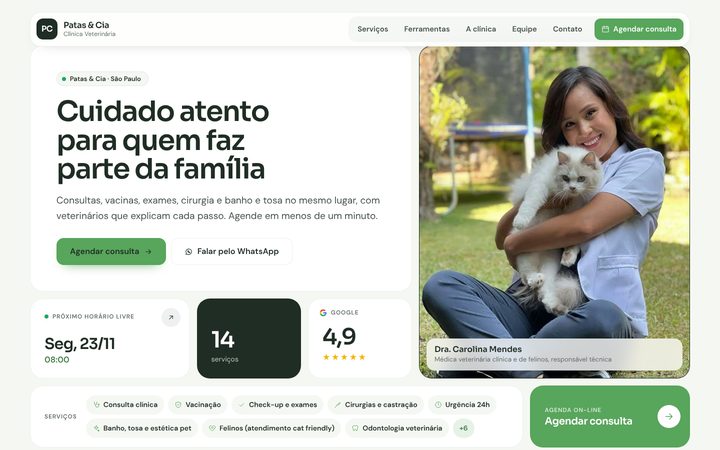 PC
Patas & Cia
Clínica Veterinária
Serviços
Ferramentas
A clínica
Equipe
Contato
Agendar consulta
Patas & Cia · São Paulo
Cuidado atento
para quem faz
parte da família
Consultas, vacinas, exames, cirurgia e banho e tosa no mesmo lugar, com
veterinários que explicam cada passo. Agende em menos de um minuto.
Agendar consulta →
Falar pelo WhatsApp
Dra. Carolina Mendes
Médica veterinária clínica e de felinos, responsável técnica
PRÓXIMO HORÁRIO LIVRE
Seg, 23/11
08:00
14
serviços
GOOGLE
4,9
★★★★★
SERVIÇOS
Consulta clínica
Vacinação
Check-up e exames
Cirurgias e castração
Urgência 24h
Banho, tosa e estética pet
Felinos (atendimento cat friendly)
Odontologia veterinária
+6
AGENDA ON-LINE
Agendar consulta